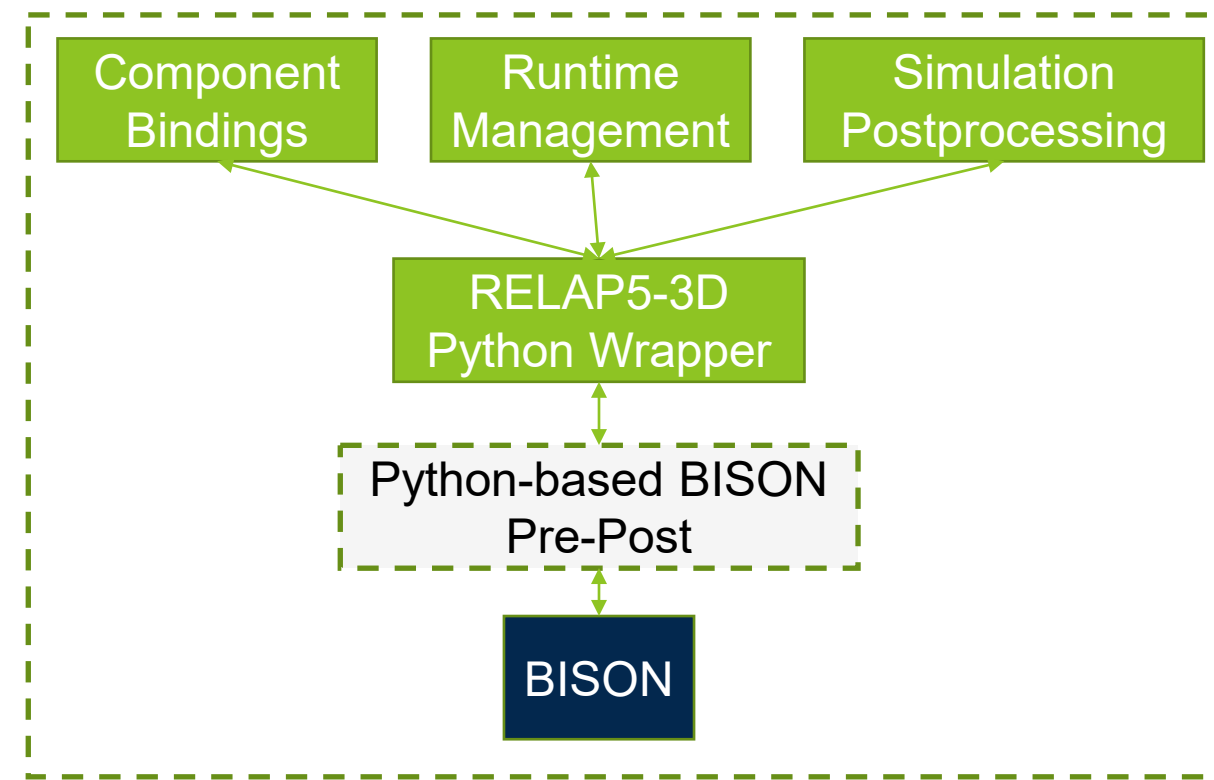 Component
Bindings
Runtime
Management
Simulation
Postprocessing
RELAP5-3D
Python Wrapper
Python-based BISON
Pre-Post
BISON